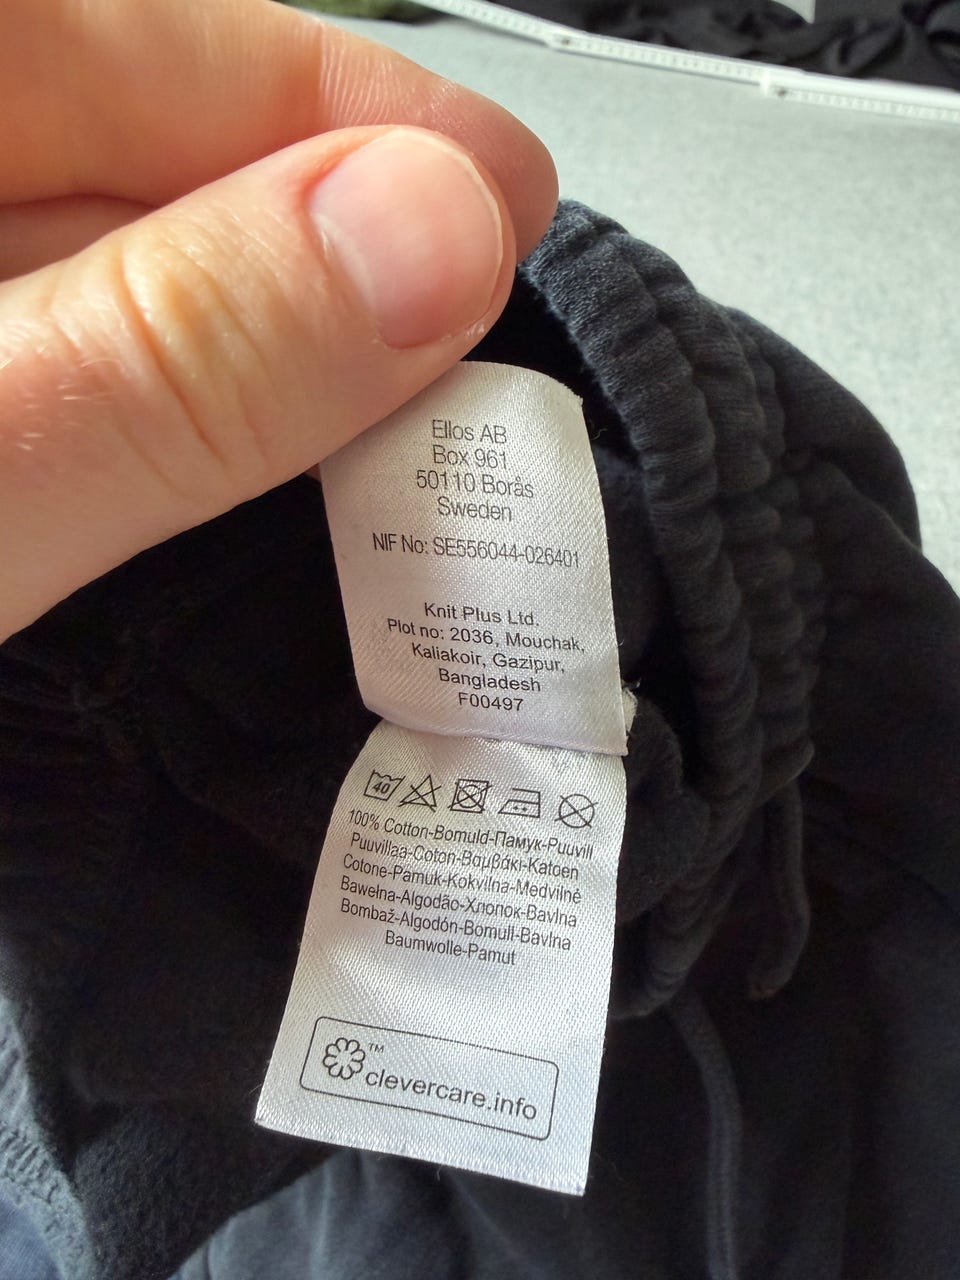 Ellos AB
Box 961
50110 Borås
Sweden
NIF No: SE556044-026401
Knit Plus Ltd.
Plot no: 2036, Mouchak,
Kaliakoir, Gazipur,
Bangladesh
F00497
40
100% Cotton-Bomuld-Памук-Puuvill
Puuvillaa-Coton-Βαμβάκι-Katoen
Cotone-Pamuk-Kokvilna-Medvilnė
Bawełna-Algodão-Хлопок-Bavlna
Bombaž-Algodón-Bomull-Bavlna
Baumwolle-Pamut
™
clevercare.info